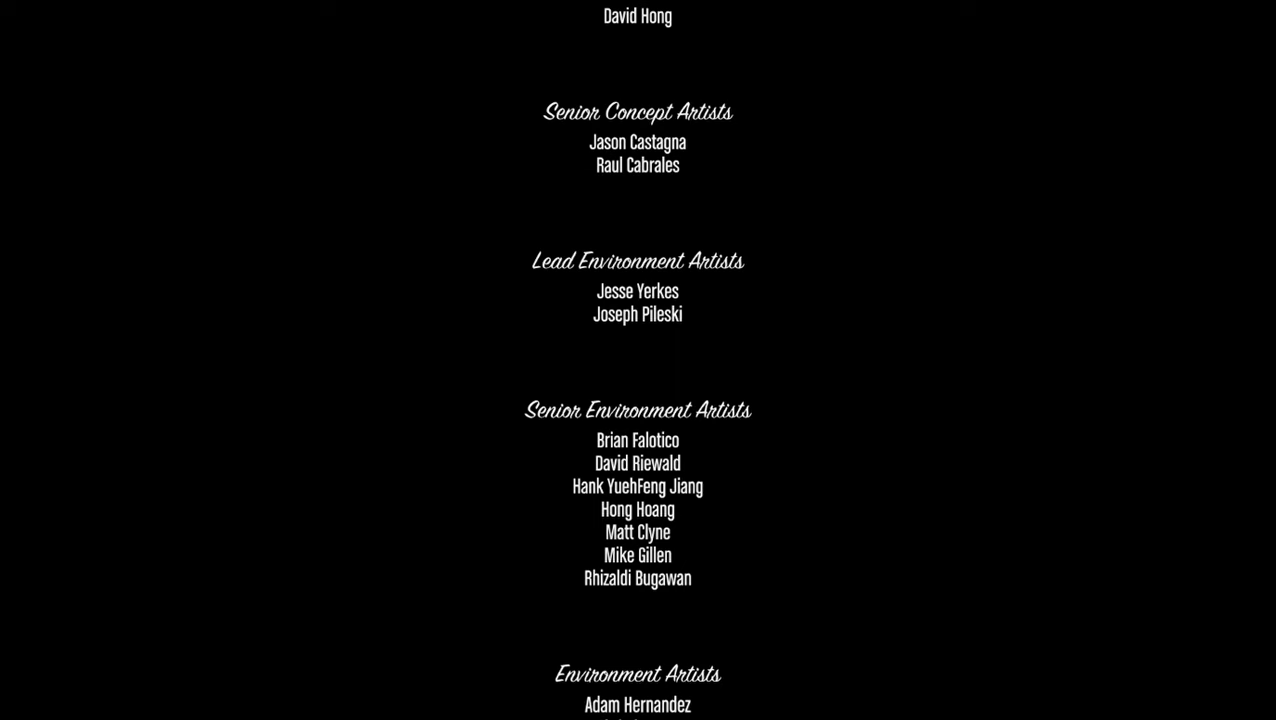 David Hong
Senior Concept Artists
Jason Castagna
Raul Cabrales
Lead Environment Artists
Jesse Yerkes
Joseph Pileski
Senior Environment Artists
Brian Falotico
David Riewald
Hank YuehFeng Jiang
Hong Hoang
Matt Clyne
Mike Gillen
Rhizaldi Bugawan
Environment Artists
Adam Hernandez